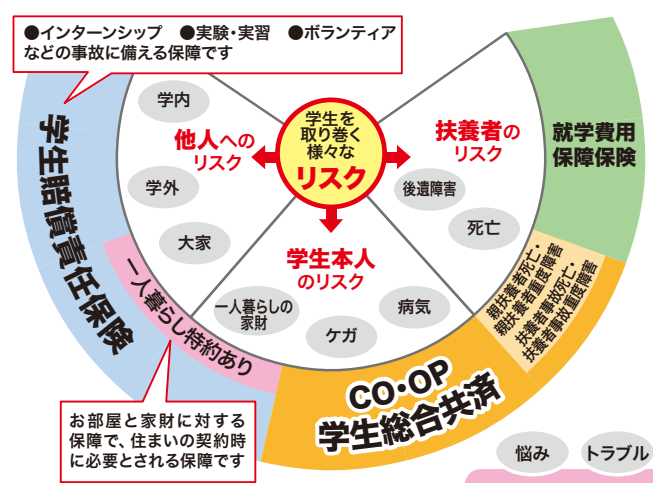 ●インターンシップ ●実験・実習 ●ボランティア
などの事故に備える保障です
学内
学外
大家
他人への
リスク
学生を
取り巻く
様々な
リスク
扶養者の
リスク
後遺障害
死亡
学生本人
のリスク
一人暮らしの
家財
ケガ
病気
学生賠償責任保険
一人暮らし特約あり
就学費用
保障保険
親扶養者死亡・
親扶養者重度障害
扶養者事故死亡・
扶養者事故重度障害
CO・OP
学生総合共済
お部屋と家財に対する
保障で、住まいの契約時
に必要とされる保障です
悩み
トラブル